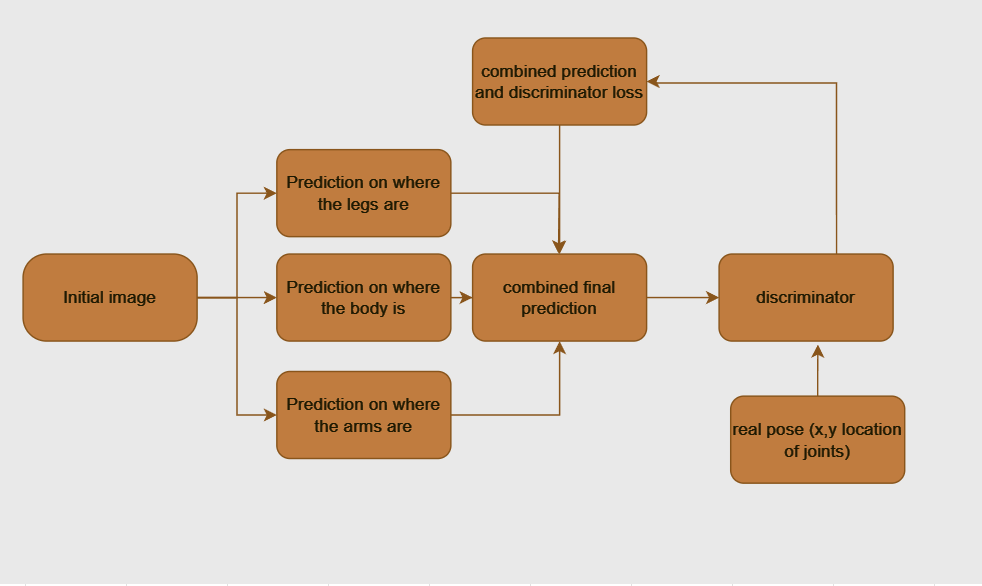 combined prediction
and discriminator loss
Prediction on where
the legs are
Initial image
Prediction on where
the body is
combined final
prediction
discriminator
Prediction on where
the arms are
real pose (x,y location
of joints)